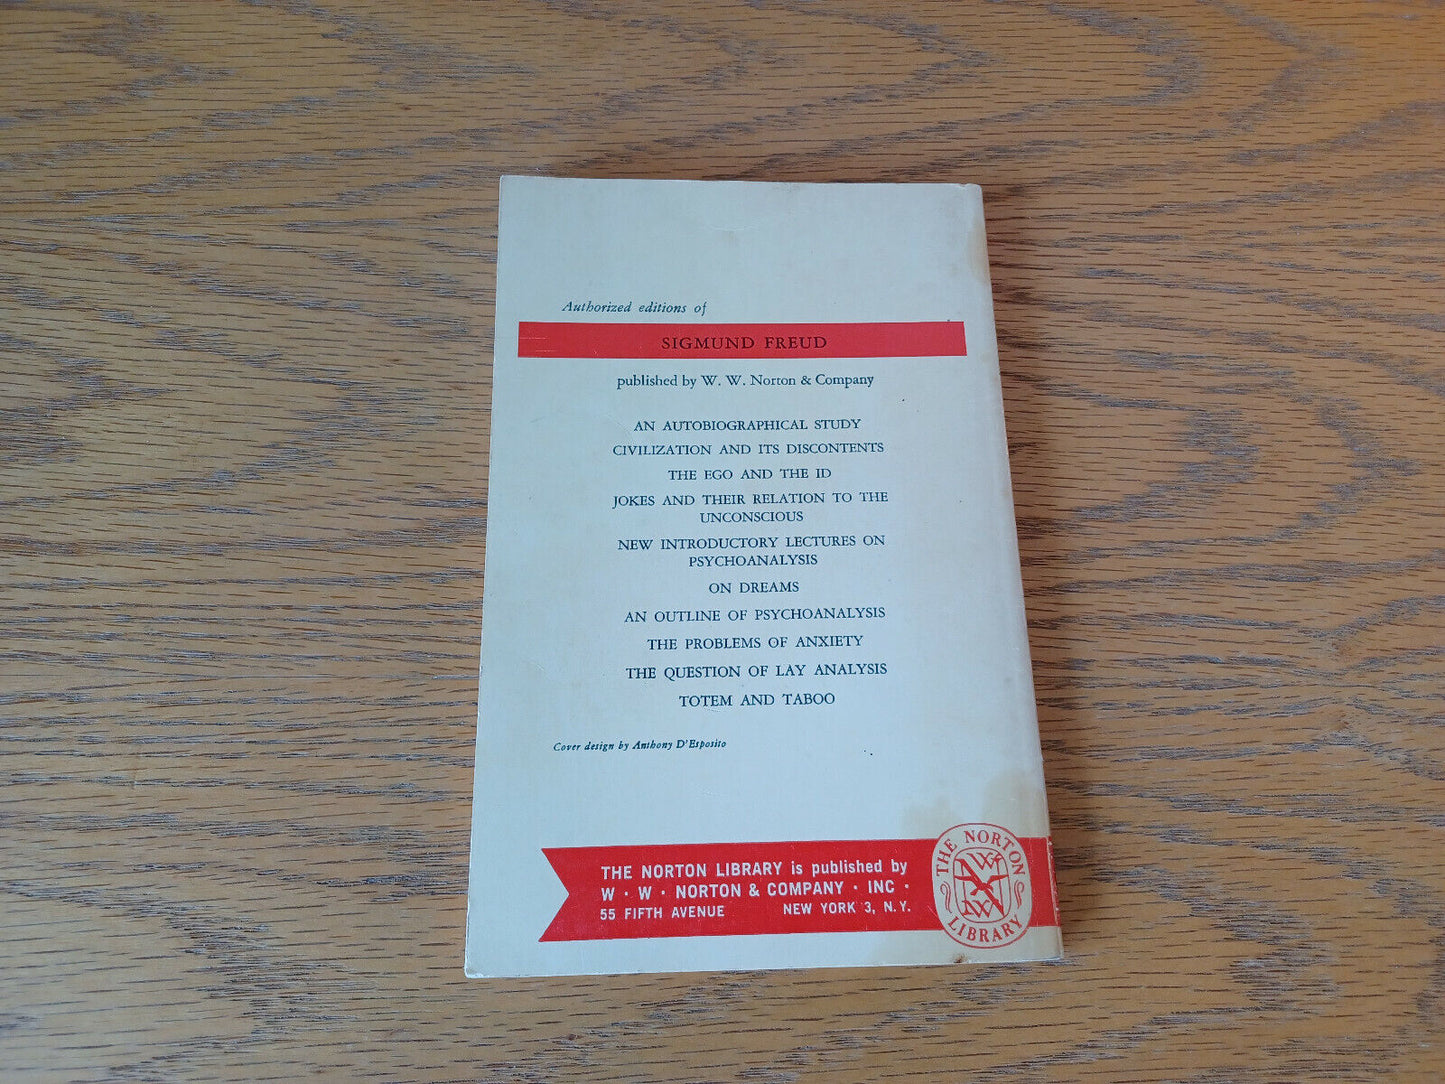 Authorized editions of
SIGMUND FREUD
published by W. W. Norton & Company
AN AUTOBIOGRAPHICAL STUDY
CIVILIZATION AND ITS DISCONTENTS
THE EGO AND THE ID
JOKES AND THEIR RELATION TO THE
UNCONSCIOUS
NEW INTRODUCTORY LECTURES ON
PSYCHOANALYSIS
ON DREAMS
AN OUTLINE OF PSYCHOANALYSIS
THE PROBLEMS OF ANXIETY
THE QUESTION OF LAY ANALYSIS
TOTEM AND TABOO
Cover design by Anthony D'Esposito
THE NORTON LIBRARY is published by
W · W · NORTON & COMPANY · INC ·
55 FIFTH AVENUE NEW YORK 3, N.Y.
THE NORTON
WWN
LIBRARY